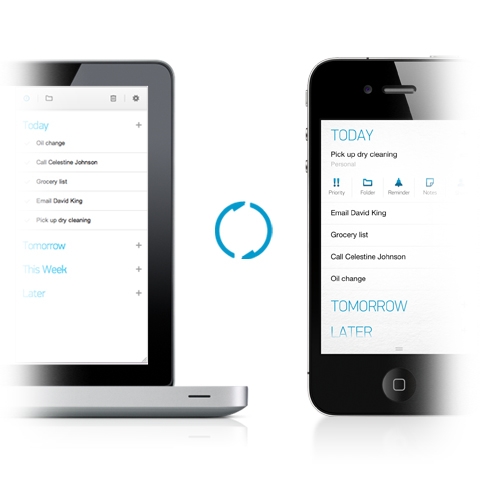 Today
Oil change
Call Celestine Johnson
Grocery list
Email David King
Pick up dry cleaning
Tomorrow
This Week
Later
TODAY
Pick up dry cleaning
Personal
Priority
Folder
Reminder
Notes
Email David King
Grocery list
Call Celestine Johnson
Oil change
TOMORROW
LATER